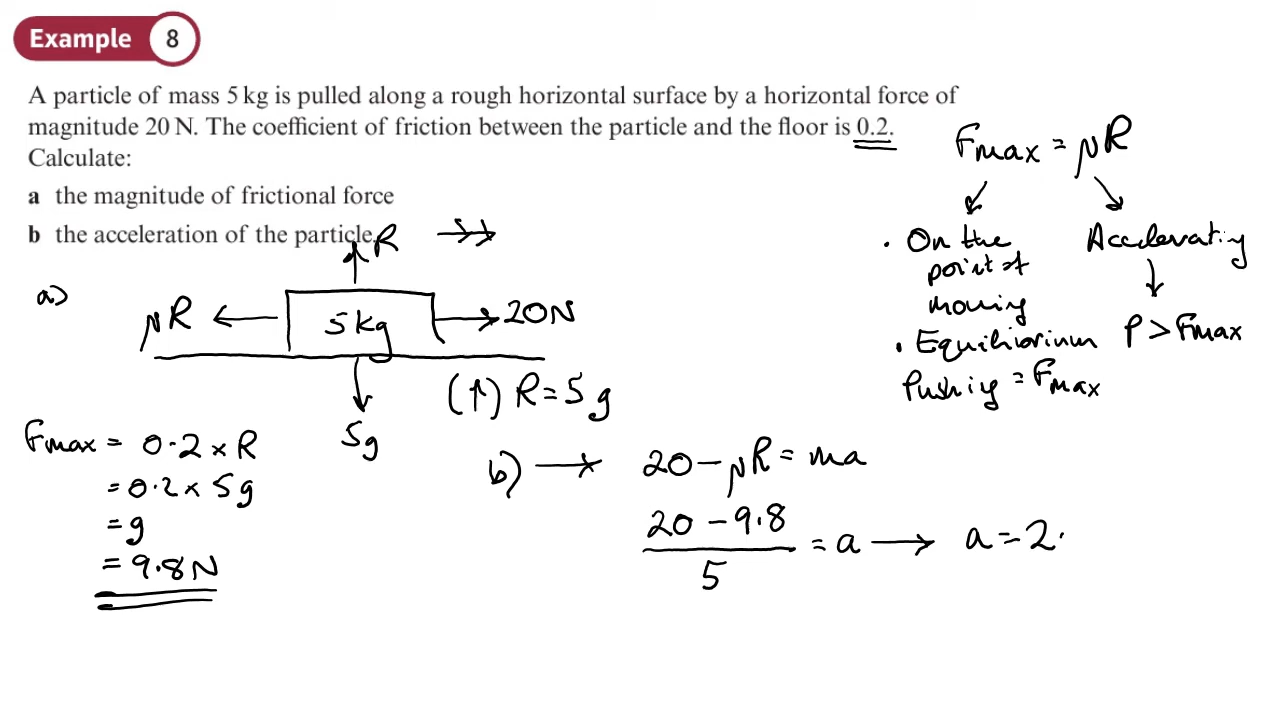 Example 8
A particle of mass 5 kg is pulled along a rough horizontal surface by a horizontal force of
magnitude 20 N. The coefficient of friction between the particle and the floor is 0.2.
Calculate:
a the magnitude of frictional force
b the acceleration of the particle.
R
a)
μR
5kg
20N
5g
(↑) R = 5g
Fmax = 0.2 × R
= 0.2 × 5g
= g
= 9.8N
b) → 20 - μR = ma
20 - 9.8
5
= a → a = 2.
Fmax = μR
• On the
point of
moving
• Equilibrium
Pushing = Fmax
Accelerating
P > Fmax